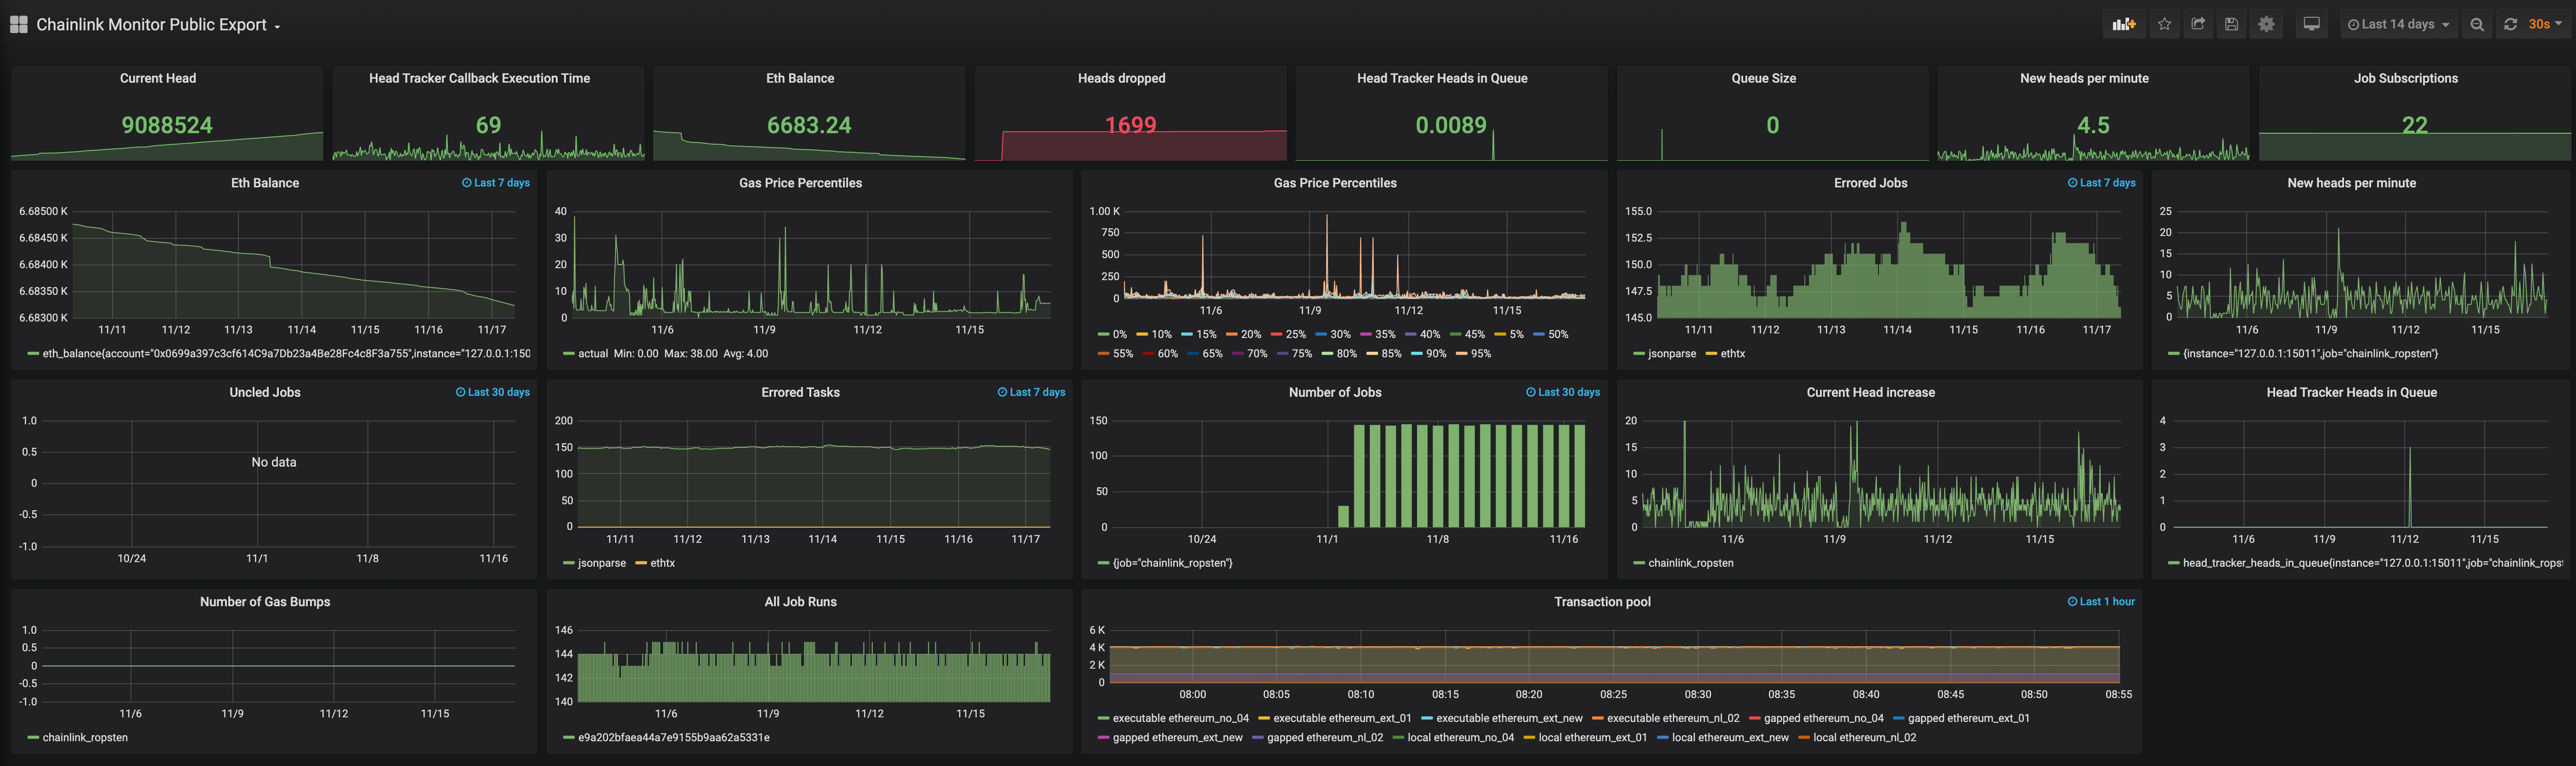 Chainlink Monitor Public Export
Last 14 days
30s
Current Head
9088524
Head Tracker Callback Execution Time
69
Eth Balance
6683.24
Heads dropped
1699
Head Tracker Heads in Queue
0.0089
Queue Size
0
New heads per minute
4.5
Job Subscriptions
22
Eth Balance
Last 7 days
6.68500 K
6.68450 K
6.68400 K
6.68350 K
6.68300 K
11/11 11/12 11/13 11/14 11/15 11/16 11/17
eth_balance{account="0x0699a397c3cf614C9a7Db23a4Be28Fc4c8F3a755",instance="127.0.0.1:150
Gas Price Percentiles
40
30
20
10
0
11/6 11/9 11/12 11/15
actual Min: 0.00 Max: 38.00 Avg: 4.00
Gas Price Percentiles
1.00 K
750
500
250
0
11/6 11/9 11/12 11/15
0% 10% 15% 20% 25% 30% 35% 40% 45% 5% 50%
55% 60% 65% 70% 75% 80% 85% 90% 95%
Errored Jobs
Last 7 days
155.0
152.5
150.0
147.5
145.0
11/11 11/12 11/13 11/14 11/15 11/16 11/17
jsonparse ethtx
New heads per minute
25
20
15
10
5
0
11/6 11/9 11/12 11/15
{instance="127.0.0.1:15011",job="chainlink_ropsten"}
Uncled Jobs
Last 30 days
1.0
0.5
No data
0
-0.5
-1.0
10/24 11/1 11/8 11/16
Errored Tasks
Last 7 days
200
150
100
50
0
11/11 11/12 11/13 11/14 11/15 11/16 11/17
jsonparse ethtx
Number of Jobs
Last 30 days
150
100
50
0
10/24 11/1 11/8 11/16
{job="chainlink_ropsten"}
Current Head increase
20
15
10
5
0
11/6 11/9 11/12 11/15
chainlink_ropsten
Head Tracker Heads in Queue
4
3
2
1
0
11/6 11/9 11/12 11/15
head_tracker_heads_in_queue{instance="127.0.0.1:15011",job="chainlink_ropst
Number of Gas Bumps
1.0
0.5
0
-0.5
-1.0
11/6 11/9 11/12 11/15
chainlink_ropsten
All Job Runs
146
144
142
140
11/6 11/9 11/12 11/15
e9a202bfaea44a7e9155b9aa62a5331e
Transaction pool
Last 1 hour
6 K
4 K
2 K
0
08:00 08:05 08:10 08:15 08:20 08:25 08:30 08:35 08:40 08:45 08:50 08:55
executable ethereum_no_04 executable ethereum_ext_01 executable ethereum_ext_new executable ethereum_nl_02 gapped ethereum_no_04 gapped ethereum_ext_01
gapped ethereum_ext_new gapped ethereum_nl_02 local ethereum_no_04 local ethereum_ext_01 local ethereum_ext_new local ethereum_nl_02